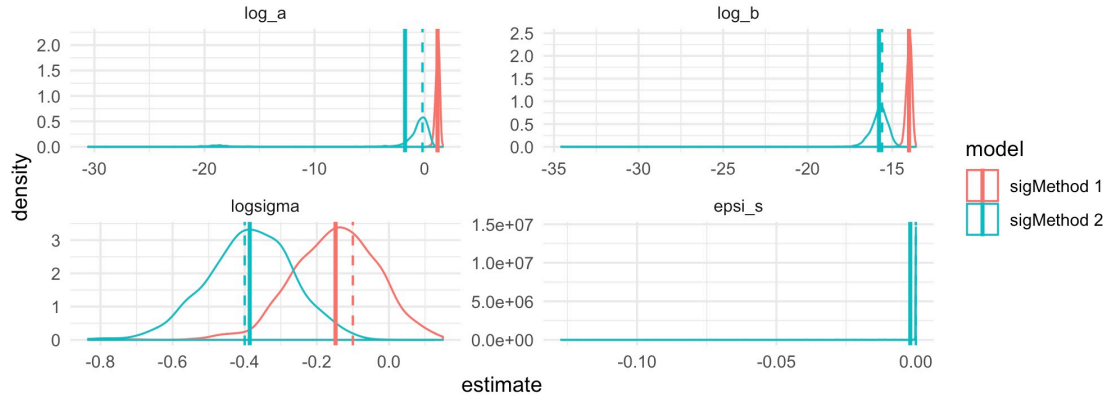 log_a
log_b
density
2.0
1.5
1.0
0.5
0.0
-30
-20
-10
0
2.5
2.0
1.5
1.0
0.5
0.0
-35
-30
-25
-20
-15
logsigma
epsi_s
3
2
1
0
-0.8
-0.6
-0.4
-0.2
0.0
1.5e+07
1.0e+07
5.0e+06
0.0e+00
-0.10
-0.05
0.00
estimate
model
sigMethod 1
sigMethod 2